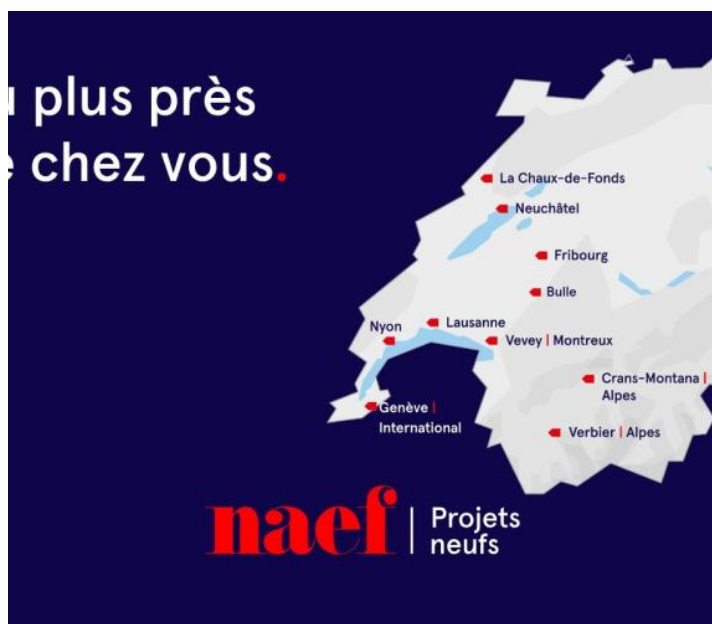 plus près
chez vous.
La Chaux-de-Fonds
Neuchâtel
Fribourg
Bulle
Lausanne
Nyon
Vevey | Montreux
Crans-Montana |
Alpes
Genève |
International
Verbier | Alpes
naef | Projets
neufs